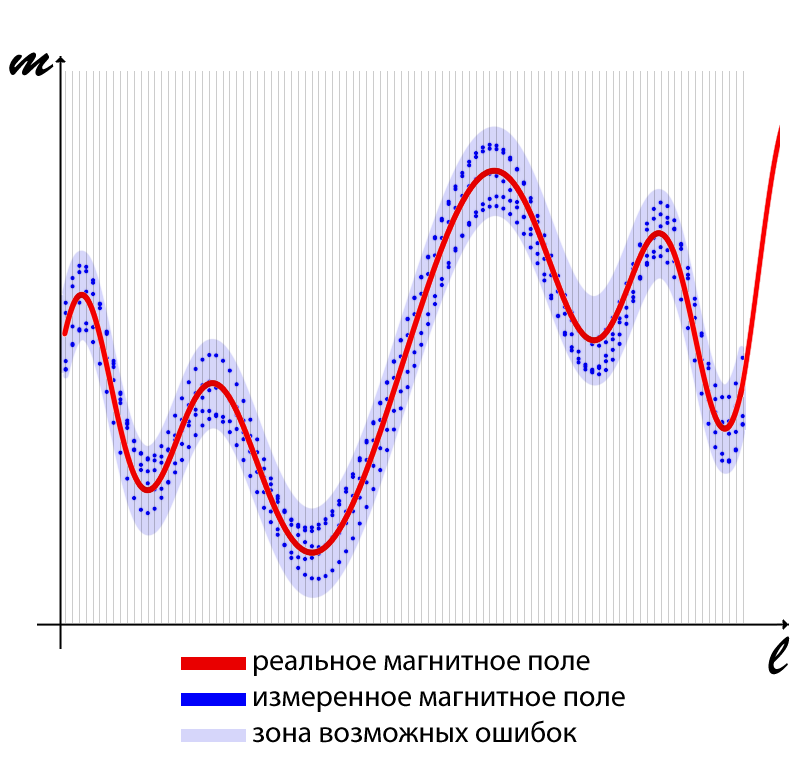 m
l
реальное магнитное поле
измеренное магнитное поле
зона возможных ошибок